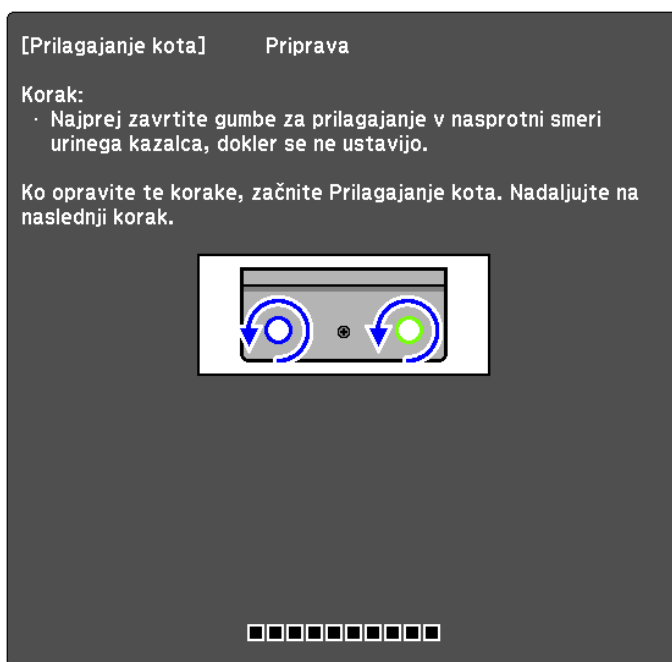 [Prilagajanje kota] Priprava
Korak:
· Najprej zavrtite gumbe za prilagajanje v nasprotni smeri
urinega kazalca, dokler se ne ustavijo.
Ko opravite te korake, začnite Prilagajanje kota. Nadaljujte na
naslednji korak.